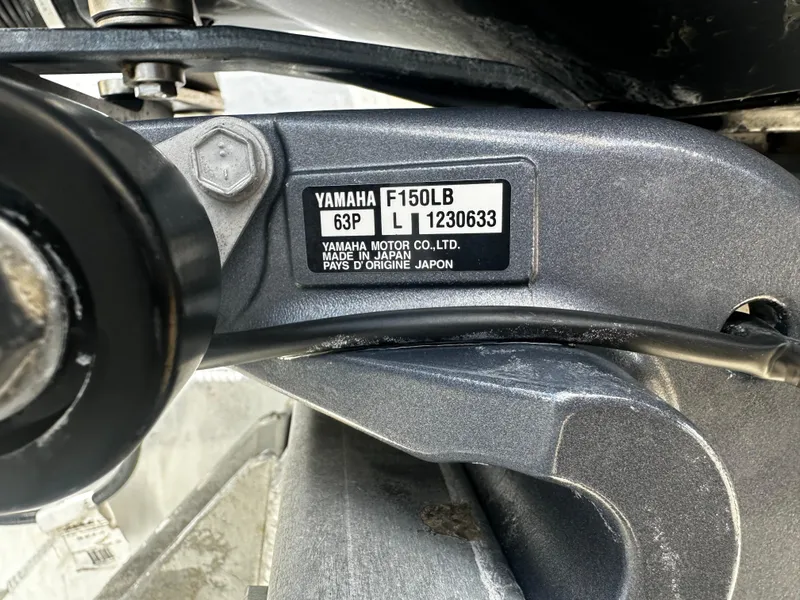 YAMAHA F150LB
63P L 1230633
YAMAHA MOTOR CO.,LTD.
MADE IN JAPAN
PAYS D'ORIGINE JAPON